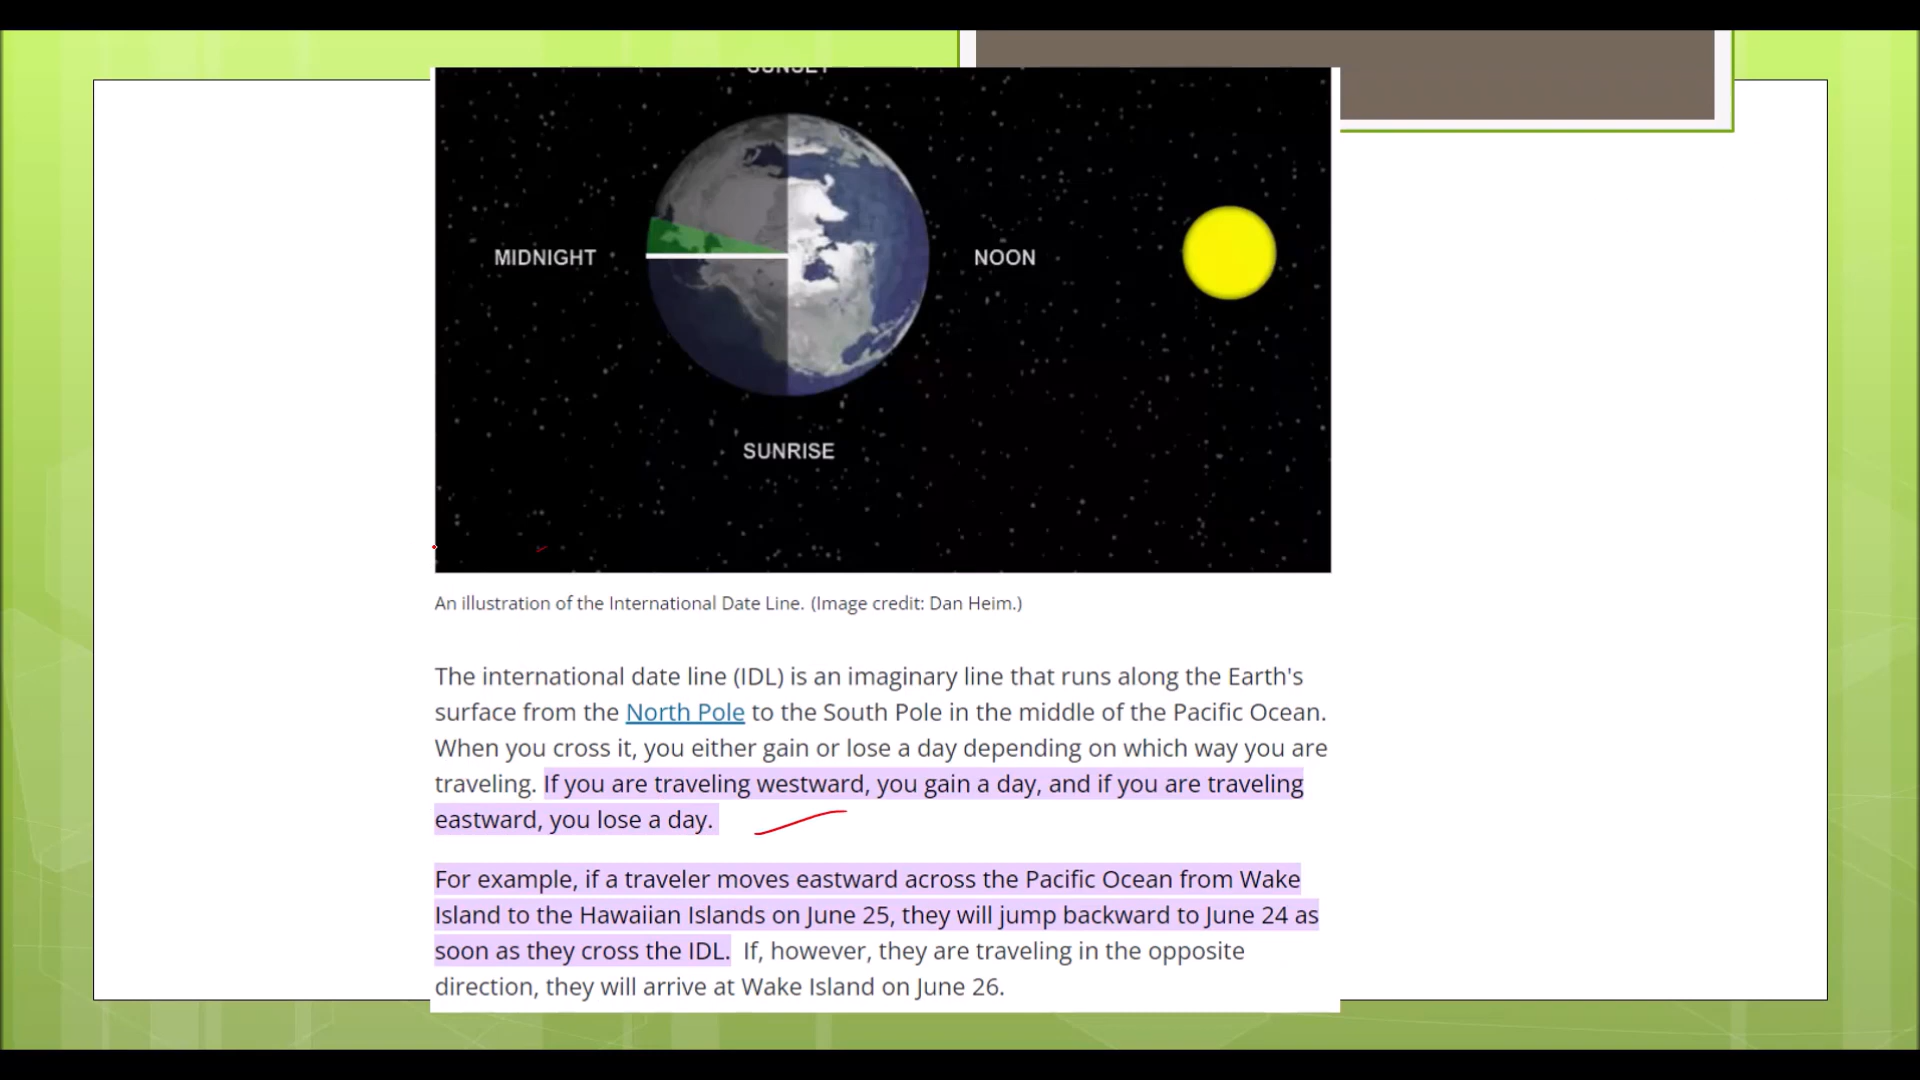 SUNSET
MIDNIGHT
NOON
SUNRISE
An illustration of the International Date Line. (Image credit: Dan Heim.)
The international date line (IDL) is an imaginary line that runs along the Earth's
surface from the North Pole to the South Pole in the middle of the Pacific Ocean.
When you cross it, you either gain or lose a day depending on which way you are
traveling. If you are traveling westward, you gain a day, and if you are traveling
eastward, you lose a day.
For example, if a traveler moves eastward across the Pacific Ocean from Wake
Island to the Hawaiian Islands on June 25, they will jump backward to June 24 as
soon as they cross the IDL. If, however, they are traveling in the opposite
direction, they will arrive at Wake Island on June 26.